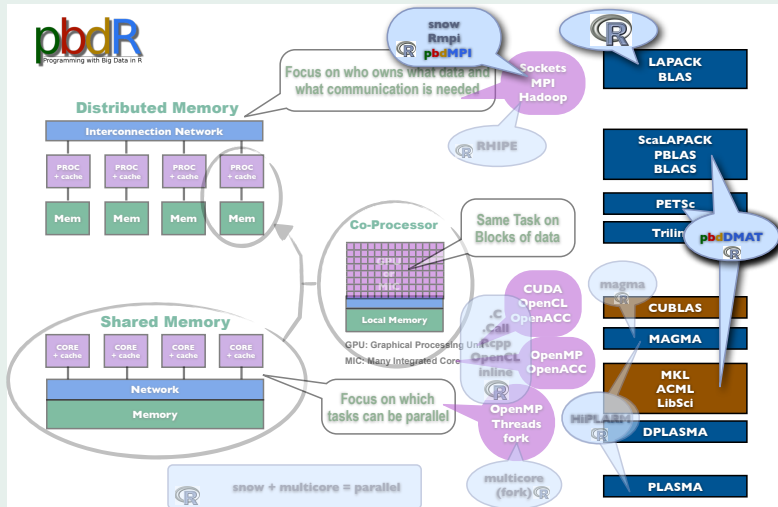 pbdR
Programming with Big Data in R
snow
Rmpi
pbdMPI
R
R
Focus on who owns what data and
what communication is needed
Sockets
MPI
Hadoop
LAPACK
BLAS
Distributed Memory
Interconnection Network
R RHIPE
ScaLAPACK
PBLAS
BLACS
PROC
+ cache
PROC
+ cache
PROC
+ cache
PROC
+ cache
Mem
Mem
Mem
Mem
Co-Processor
Same Task on
Blocks of data
PETSc
pbdDMAT
R
GPU
or
MIC
Local Memory
GPU: Graphical Processing Unit
MIC: Many Integrated Core
CUDA
OpenCL
OpenACC
magma
R
CUBLAS
MAGMA
Shared Memory
CORE
+ cache
CORE
+ cache
CORE
+ cache
CORE
+ cache
Network
Memory
.C
.Call
Rcpp
OpenCL
inline
R
OpenMP
OpenACC
MKL
ACML
LibSci
Focus on which
tasks can be parallel
OpenMP
Threads
fork
HiPLARM
R
DPLASMA
R snow + multicore = parallel
multicore
(fork) R
PLASMA